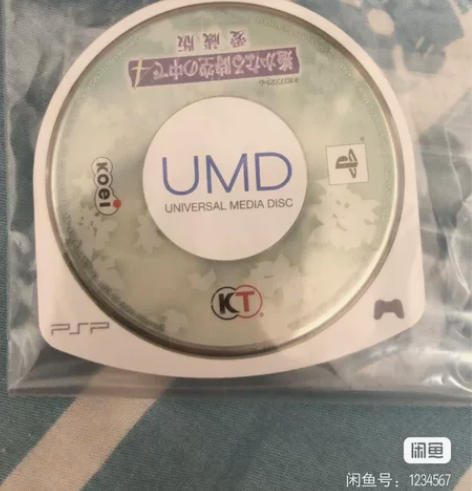 遙かなる時空の中で4
愛蔵版
Koei
UMD
UNIVERSAL MEDIA DISC
KT
PSP
闲鱼
闲鱼号：1234567